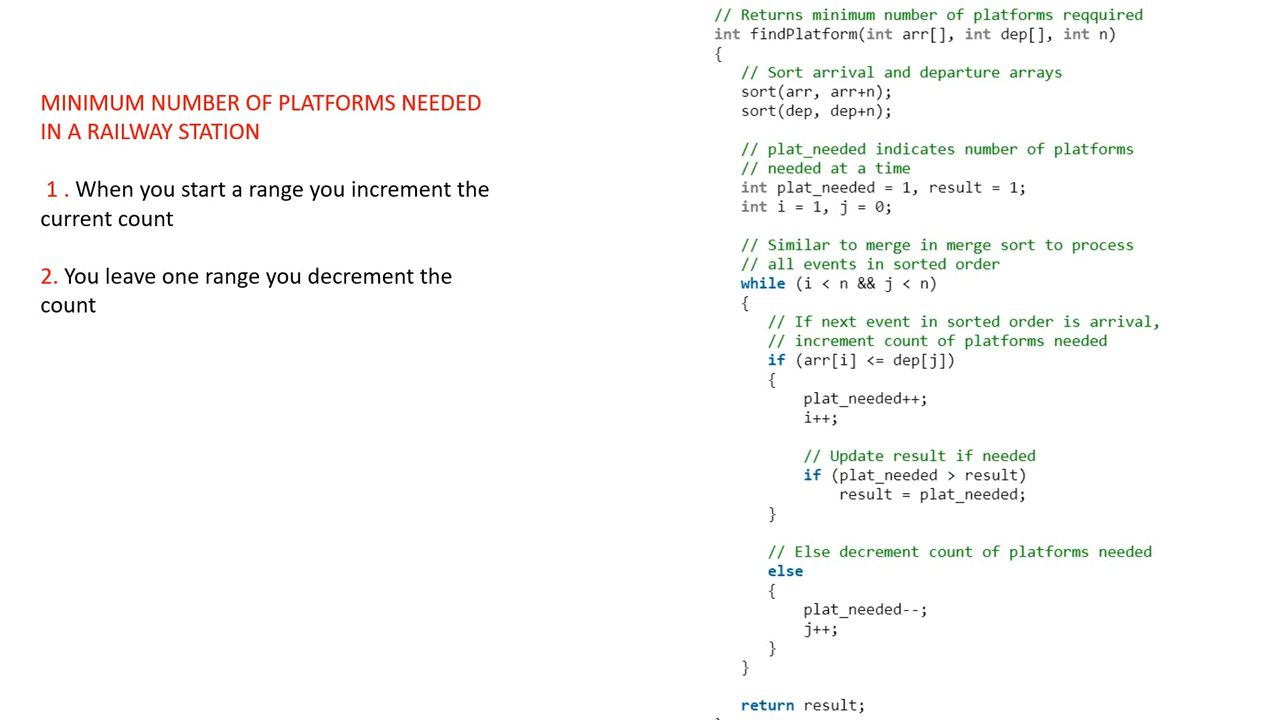 MINIMUM NUMBER OF PLATFORMS NEEDED
IN A RAILWAY STATION
1 . When you start a range you increment the
current count
2. You leave one range you decrement the
count
// Returns minimum number of platforms reqquired
int findPlatform(int arr[], int dep[], int n)
{
// Sort arrival and departure arrays
sort(arr, arr+n);
sort(dep, dep+n);
// plat_needed indicates number of platforms
// needed at a time
int plat_needed = 1, result = 1;
int i = 1, j = 0;
// Similar to merge in merge sort to process
// all events in sorted order
while (i < n && j < n)
{
// If next event in sorted order is arrival,
// increment count of platforms needed
if (arr[i] <= dep[j])
{
plat_needed++;
i++;
// Update result if needed
if (plat_needed > result)
result = plat_needed;
}
// Else decrement count of platforms needed
else
{
plat_needed--;
j++;
}
}
return result;